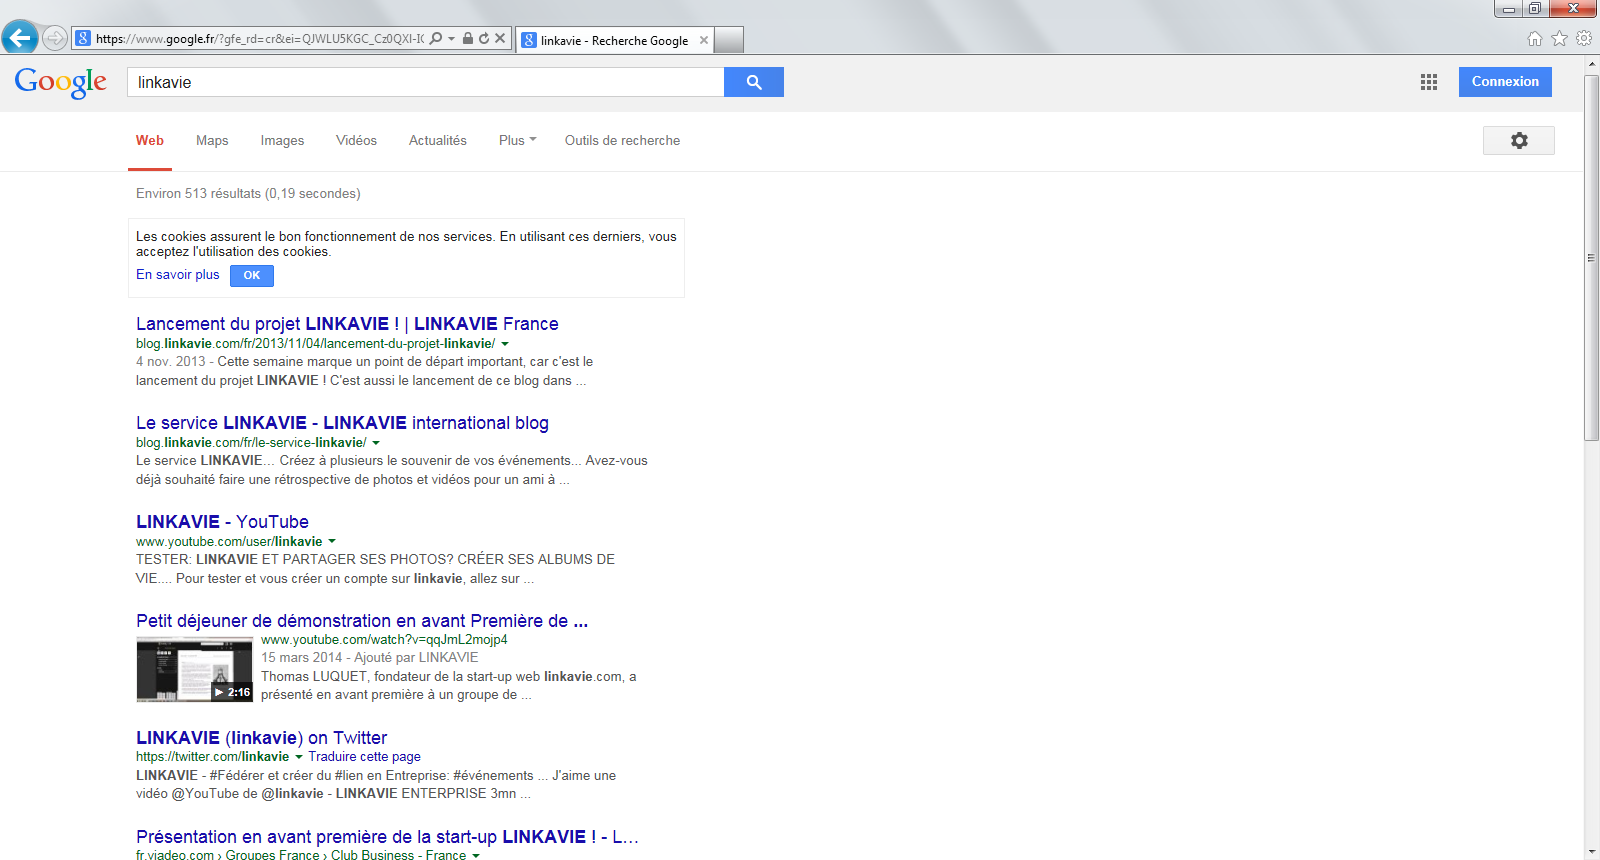 https://www.google.fr/?gfe_rd=cr&ei=QJWLU5KGC_Cz0QXI-I
linkavie - Recherche Google
Google
linkavie
Connexion
Web Maps Images Vidéos Actualités Plus Outils de recherche
Environ 513 résultats (0,19 secondes)
Les cookies assurent le bon fonctionnement de nos services. En utilisant ces derniers, vous
acceptez l'utilisation des cookies.
En savoir plus OK
Lancement du projet LINKAVIE ! | LINKAVIE France
blog.linkavie.com/fr/2013/11/04/lancement-du-projet-linkavie/
4 nov. 2013 - Cette semaine marque un point de départ important, car c'est le
lancement du projet LINKAVIE ! C'est aussi le lancement de ce blog dans ...
Le service LINKAVIE - LINKAVIE international blog
blog.linkavie.com/fr/le-service-linkavie/
Le service LINKAVIE... Créez à plusieurs le souvenir de vos événements... Avez-vous
déjà souhaité faire une rétrospective de photos et vidéos pour un ami à ...
LINKAVIE - YouTube
www.youtube.com/user/linkavie
TESTER: LINKAVIE ET PARTAGER SES PHOTOS? CRÉER SES ALBUMS DE
VIE.... Pour tester et vous créer un compte sur linkavie, allez sur ...
Petit déjeuner de démonstration en avant Première de ...
www.youtube.com/watch?v=qqJmL2mojp4
15 mars 2014 - Ajouté par LINKAVIE
Thomas LUQUET, fondateur de la start-up web linkavie.com, a
2:16
présenté en avant première à un groupe de ...
LINKAVIE (linkavie) on Twitter
https://twitter.com/linkavie Traduire cette page
LINKAVIE - #Fédérer et créer du #lien en Entreprise: #événements ... J'aime une
vidéo @YouTube de @linkavie - LINKAVIE ENTERPRISE 3mn ...
Présentation en avant première de la start-up LINKAVIE ! - L...
fr.viadeo.com › Groupes France › Club Business - France